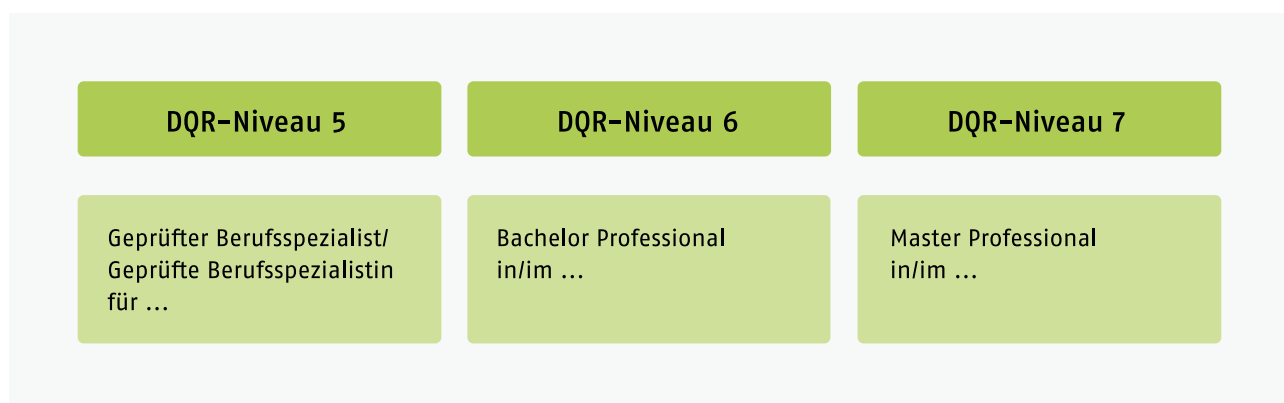 DQR-Niveau 5
Geprüfter Berufsspezialist/
Geprüfte Berufsspezialistin
für ...
DQR-Niveau 6
Bachelor Professional
in/im ...
DQR-Niveau 7
Master Professional
in/im ...